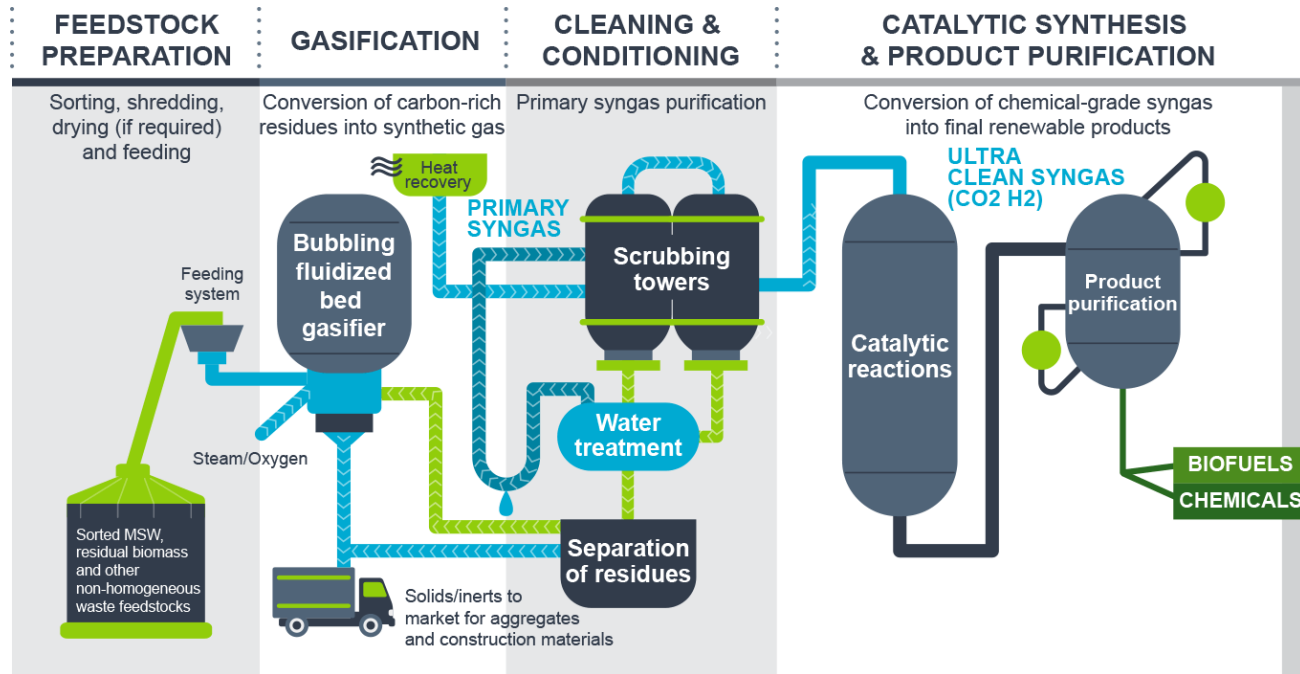 FEEDSTOCK
PREPARATION
GASIFICATION
CLEANING &
CONDITIONING
CATALYTIC SYNTHESIS
& PRODUCT PURIFICATION
Sorting, shredding,
drying (if required)
and feeding
Conversion of carbon-rich
residues into synthetic gas
Primary syngas purification
Conversion of chemical-grade syngas
into final renewable products
Heat
recovery
PRIMARY
SYNGAS
ULTRA
CLEAN SYNGAS
(CO2 H2)
Bubbling
fluidized
bed
gasifier
Scrubbing
towers
Feeding
system
Product
purification
Catalytic
reactions
Water
treatment
Steam/Oxygen
BIOFUELS
CHEMICALS
Sorted MSW,
residual biomass
and other
non-homogeneous
waste feedstocks
Separation
of residues
Solids/inerts to
market for aggregates
and construction materials